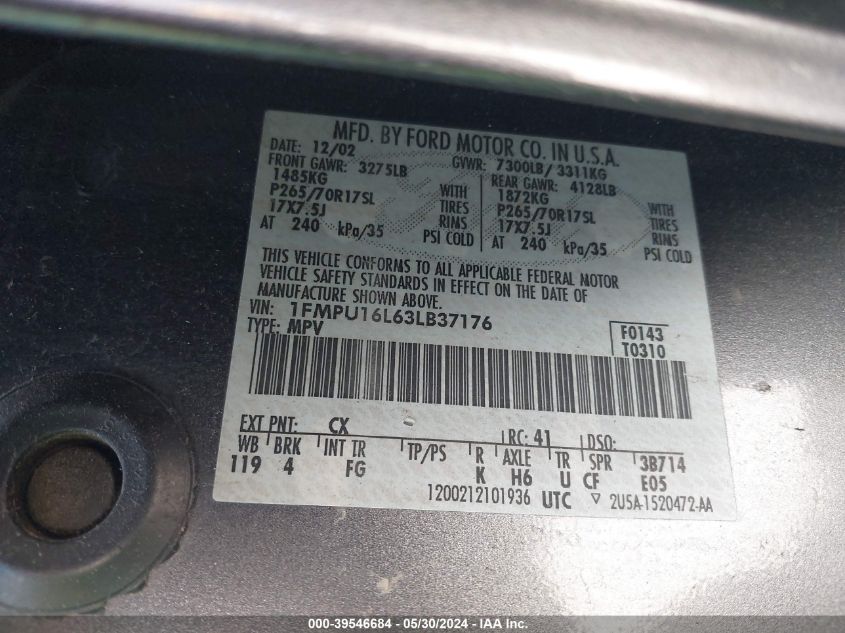 MFD. BY FORD MOTOR CO. IN U.S.A.
DATE: 12/02 GVWR: 7300LB/ 3311KG
FRONT GAWR: 3275LB REAR GAWR: 4128LB
1485KG WITH 1872KG WITH
P265/70R17SL TIRES P265/70R17SL TIRES
17X7.5J RIMS 17X7.5J RIMS
AT 240 kPa/35 PSI COLD AT 240 kPa/35 PSI COLD
THIS VEHICLE CONFORMS TO ALL APPLICABLE FEDERAL MOTOR
VEHICLE SAFETY STANDARDS IN EFFECT ON THE DATE OF
MANUFACTURE SHOWN ABOVE.
VIN: 1FMPU16L63LB37176
TYPE: MPV
F0143
T0310
EXT PNT: CX RC: 41 DSO:
WB BRK INT TR TP/PS R AXLE TR SPR 3B714
119 4 FG K H6 U CF E05
1200212101936 UTC ▽ 2U5A-1520472-AA
000-39546684 - 05/30/2024 - IAA Inc.